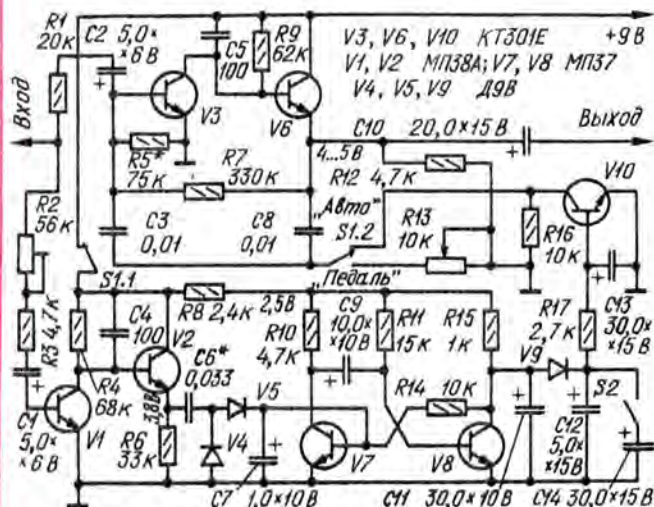 R1
20к
C2
5,0×
×6 В
C5
100
R9
62к
V3, V6, V10 КТ301Е
V1, V2 МП38А; V7, V8 МП37
V4, V5, V9 Д9В
+9 В
Вход
V3
V6
C10
20,0×15 В
Выход
R5*
75к
R7
330к
4...5В
R12 4,7к
V10
R2
56к
C3
0,01
C8
0,01
„Авто”
S1.2
R13
10к
R16
10к
S1.1
„Педаль”
R3 4,7к
C4
100
R8 2,4к
V2
2,5В
C9
10,0×
×10 В
R10
4,7к
R11
15к
R15
1к
R17
2,7к
C13
30,0×
×15 В
C6*
0,033
V5
V9
S2
R4
68к
3,8В
R14
10к
C1
5,0×
×6 В
V1
R6
33к
V4
V7
V8
C12
5,0×
×15В
C7
1,0×10 В
C11
30,0×10 В
C14 30,0×15 В